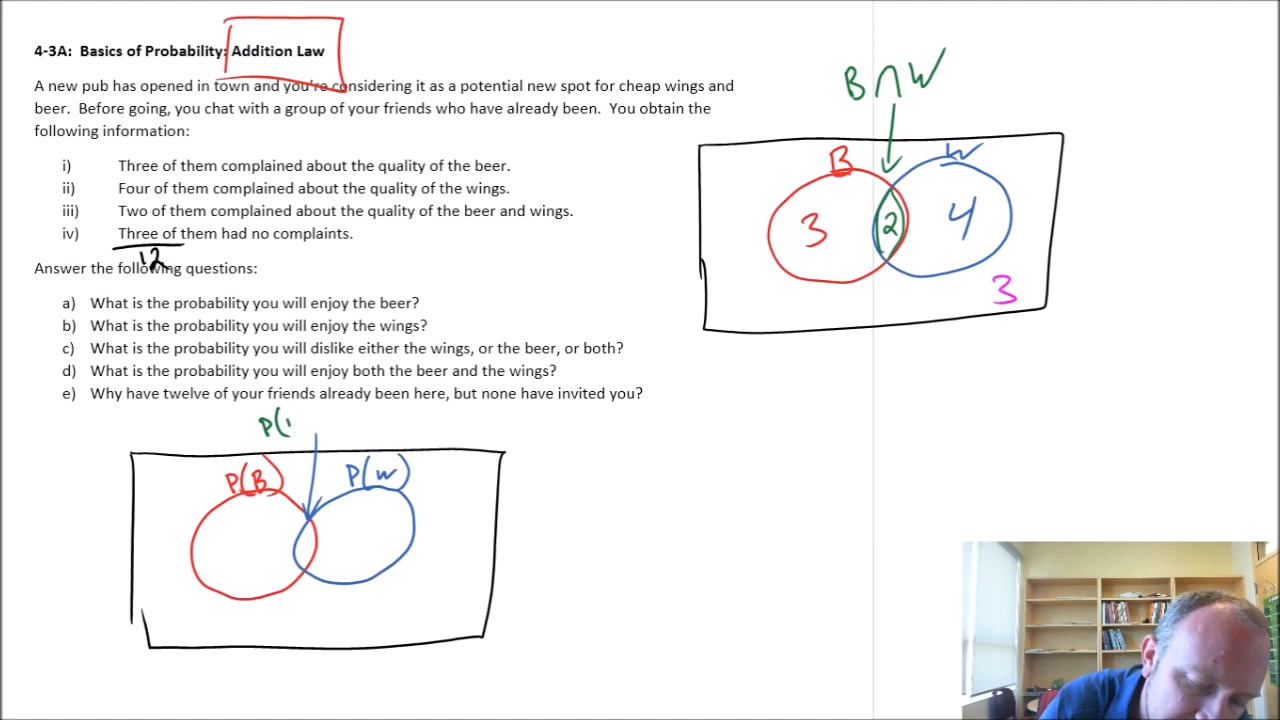 4-3A: Basics of Probability: Addition Law
A new pub has opened in town and you're considering it as a potential new spot for cheap wings and
beer. Before going, you chat with a group of your friends who have already been. You obtain the
following information:
i) Three of them complained about the quality of the beer.
ii) Four of them complained about the quality of the wings.
iii) Two of them complained about the quality of the beer and wings.
iv) Three of them had no complaints.
12
Answer the following questions:
a) What is the probability you will enjoy the beer?
b) What is the probability you will enjoy the wings?
c) What is the probability you will dislike either the wings, or the beer, or both?
d) What is the probability you will enjoy both the beer and the wings?
e) Why have twelve of your friends already been here, but none have invited you?
B∩W
B W
3 2 4
3
P(
P(B) P(W)